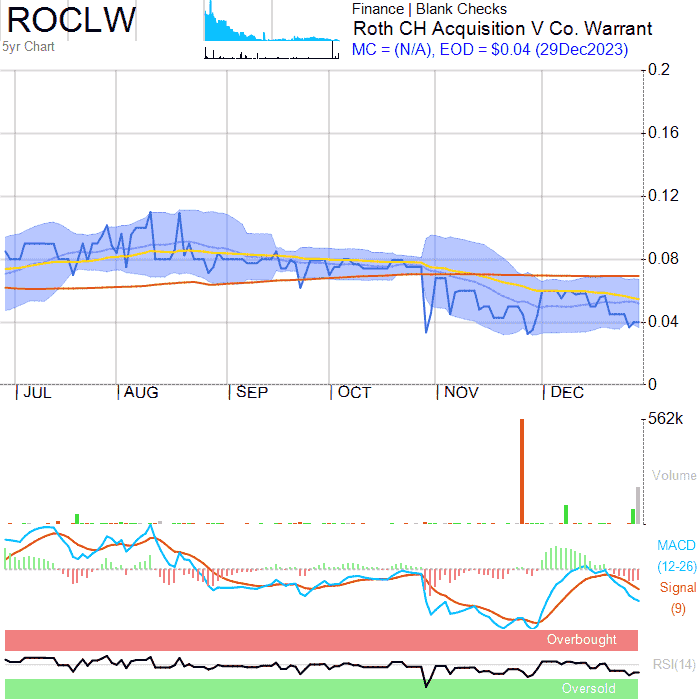 ROCLW
5yr Chart
Finance | Blank Checks
Roth CH Acquisition V Co. Warrant
MC = (N/A), EOD = $0.04 (29Dec2023)
0.2
0.16
0.12
0.08
0.04
0
JUL AUG SEP OCT NOV DEC
562k
Volume
MACD
(12-26)
Signal
(9)
Overbought
RSI(14)
Oversold